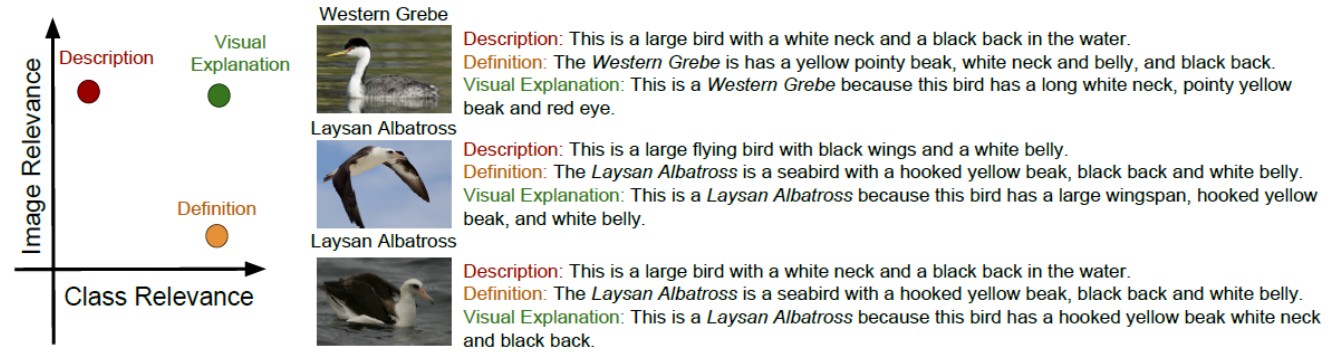 Image Relevance
Description
Visual
Explanation
Definition
Class Relevance
Western Grebe
Description: This is a large bird with a white neck and a black back in the water.
Definition: The Western Grebe is has a yellow pointy beak, white neck and belly, and black back.
Visual Explanation: This is a Western Grebe because this bird has a long white neck, pointy yellow
beak and red eye.
Laysan Albatross
Description: This is a large flying bird with black wings and a white belly.
Definition: The Laysan Albatross is a seabird with a hooked yellow beak, black back and white belly.
Visual Explanation: This is a Laysan Albatross because this bird has a large wingspan, hooked yellow
beak, and white belly.
Laysan Albatross
Description: This is a large bird with a white neck and a black back in the water.
Definition: The Laysan Albatross is a seabird with a hooked yellow beak, black back and white belly.
Visual Explanation: This is a Laysan Albatross because this bird has a hooked yellow beak white neck
and black back.